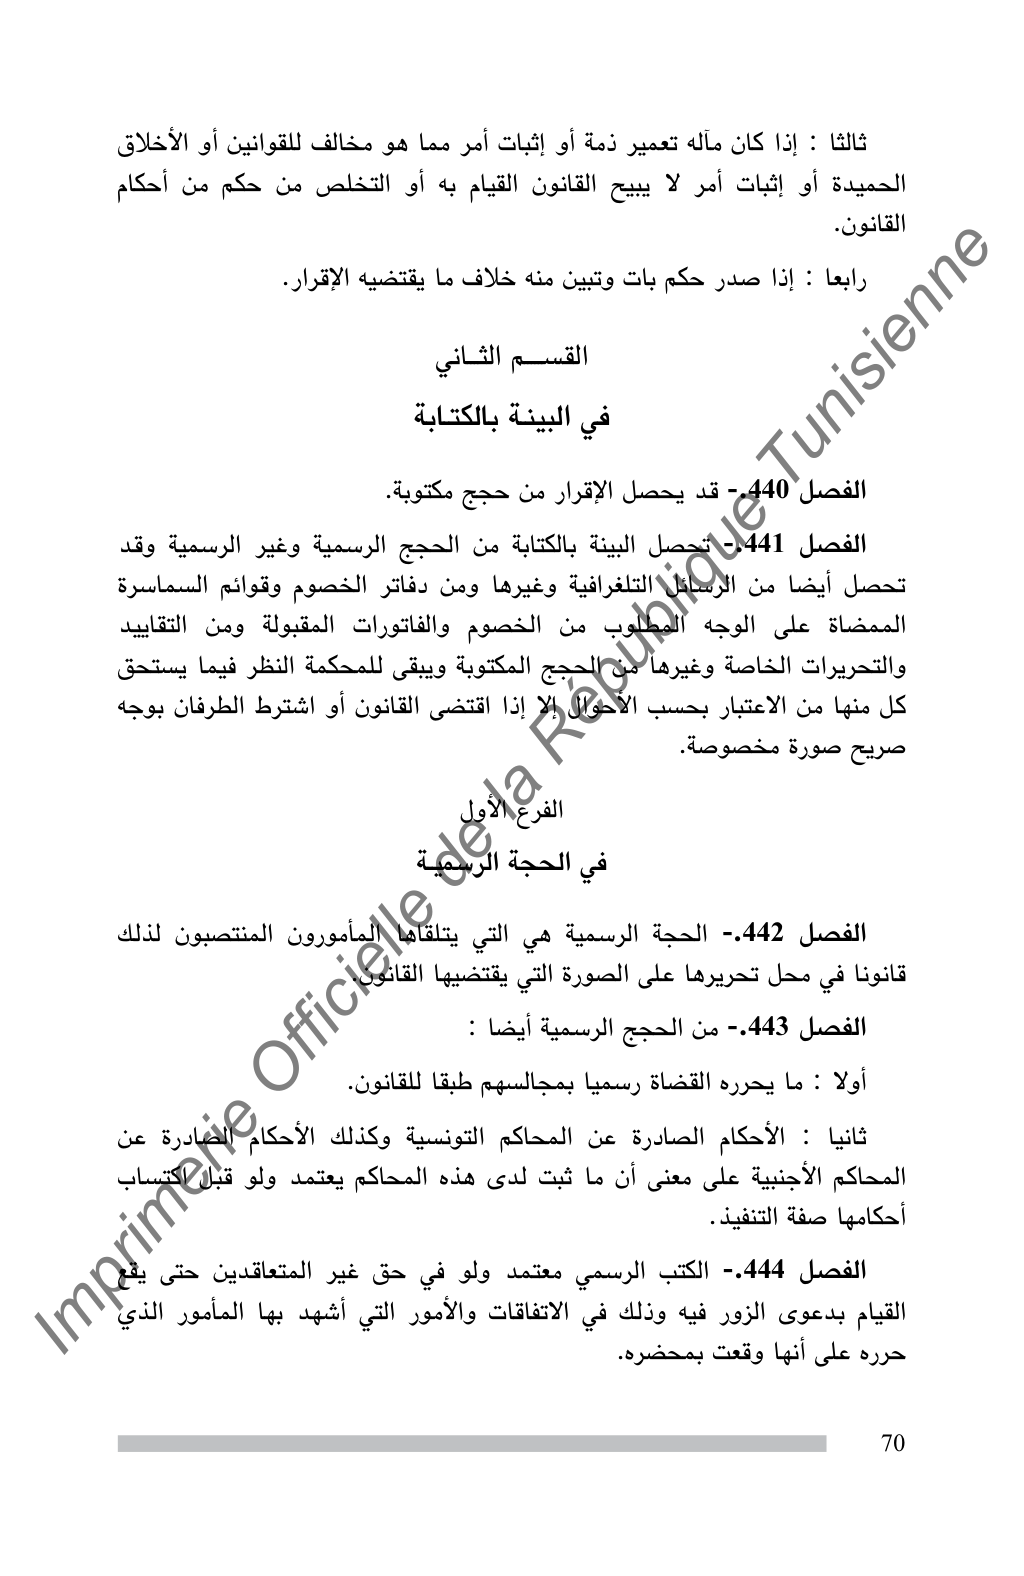 ثالثا : إذا كان مآله تعمير ذمة أو إثبات أمر مما هو مخالف للقوانين أو الأخلاق
الحميدة أو إثبات أمر لا يبيح القانون القيام به أو التخلص من حكم من أحكام
القانون.
رابعا : إذا صدر حكم بات وتبين منه خلاف ما يقتضيه الإقرار.
القســـم الثــاني
في البينـة بالكتـابة
الفصل 440.- قد يحصل الإقرار من حجج مكتوبة.
الفصل 441.- تحصل البينة بالكتابة من الحجج الرسمية وغير الرسمية وقد
تحصل أيضا من الرسائل التلغرافية وغيرها ومن دفاتر الخصوم وقوائم السماسرة
الممضاة على الوجه المطلوب من الخصوم والفاتورات المقبولة ومن التقاييد
والتحريرات الخاصة وغيرها من الحجج المكتوبة ويبقى للمحكمة النظر فيما يستحق
كل منها من الاعتبار بحسب الأحوال إلا إذا اقتضى القانون أو اشترط الطرفان بوجه
صريح صورة مخصوصة.
الفرع الأول
في الحجة الرسميـة
الفصل 442.- الحجة الرسمية هي التي يتلقاها المأمورون المنتصبون لذلك
قانونا في محل تحريرها على الصورة التي يقتضيها القانون.
الفصل 443.- من الحجج الرسمية أيضا :
أولا : ما يحرره القضاة رسميا بمجالسهم طبقا للقانون.
ثانيا : الأحكام الصادرة عن المحاكم التونسية وكذلك الأحكام الصادرة عن
المحاكم الأجنبية على معنى أن ما ثبت لدى هذه المحاكم يعتمد ولو قبل اكتساب
أحكامها صفة التنفيذ.
الفصل 444.- الكتب الرسمي معتمد ولو في حق غير المتعاقدين حتى يقع
القيام بدعوى الزور فيه وذلك في الاتفاقات والأمور التي أشهد بها المأمور الذي
حرره على أنها وقعت بمحضره.
70
Imprimerie Officielle de la République Tunisienne